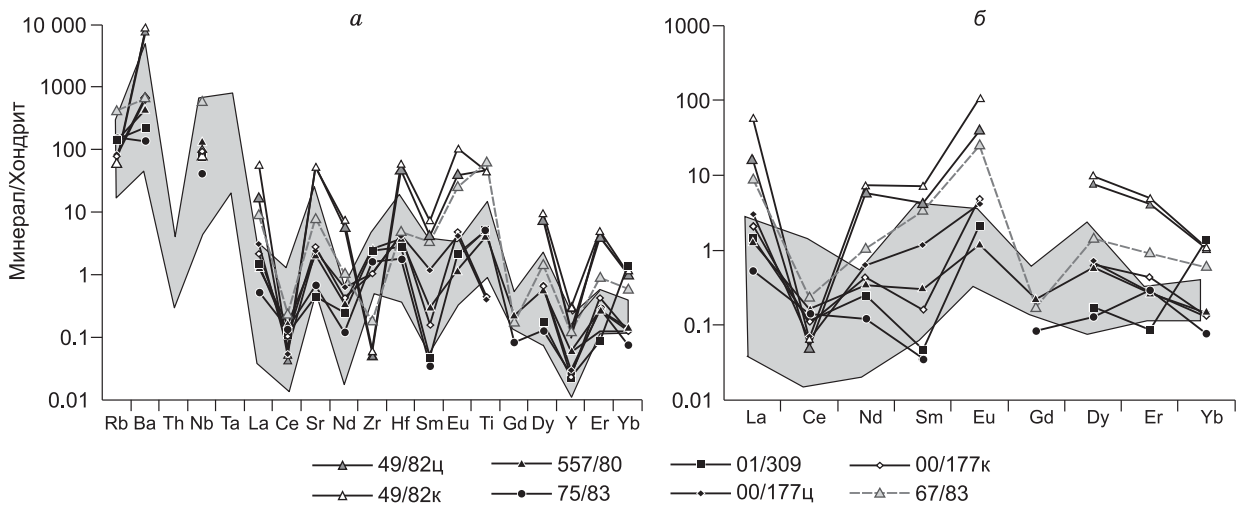 а
б
Минерал/Хондрит
10 000
1000
100
10
1
0.1
0.01
Rb Ba Th Nb Ta La Ce Sr Nd Zr Hf Sm Eu Ti Gd Dy Y Er Yb
1000
100
10
1
0.1
0.01
La Ce Nd Sm Eu Gd Dy Er Yb
49/82ц 557/80 01/309 00/177к
49/82к 75/83 00/177ц 67/83